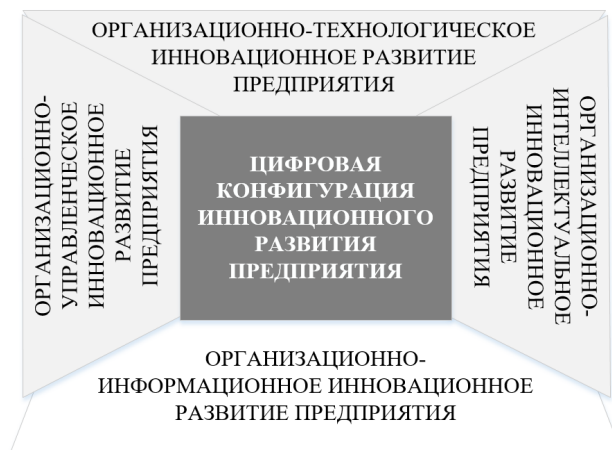 ОРГАНИЗАЦИОННО-ТЕХНОЛОГИЧЕСКОЕ
ИННОВАЦИОННОЕ РАЗВИТИЕ
ПРЕДПРИЯТИЯ
ОРГАНИЗАЦИОННО-
УПРАВЛЕНЧЕСКОЕ
ИННОВАЦИОННОЕ
РАЗВИТИЕ
ПРЕДПРИЯТИЯ
ЦИФРОВАЯ
КОНФИГУРАЦИЯ
ИННОВАЦИОННОГО
РАЗВИТИЯ
ПРЕДПРИЯТИЯ
ОРГАНИЗАЦИОННО-
ИНТЕЛЛЕКТУАЛЬНОЕ
ИННОВАЦИОННОЕ
РАЗВИТИЕ
ПРЕДПРИЯТИЯ
ОРГАНИЗАЦИОННО-
ИНФОРМАЦИОННОЕ ИННОВАЦИОННОЕ
РАЗВИТИЕ ПРЕДПРИЯТИЯ